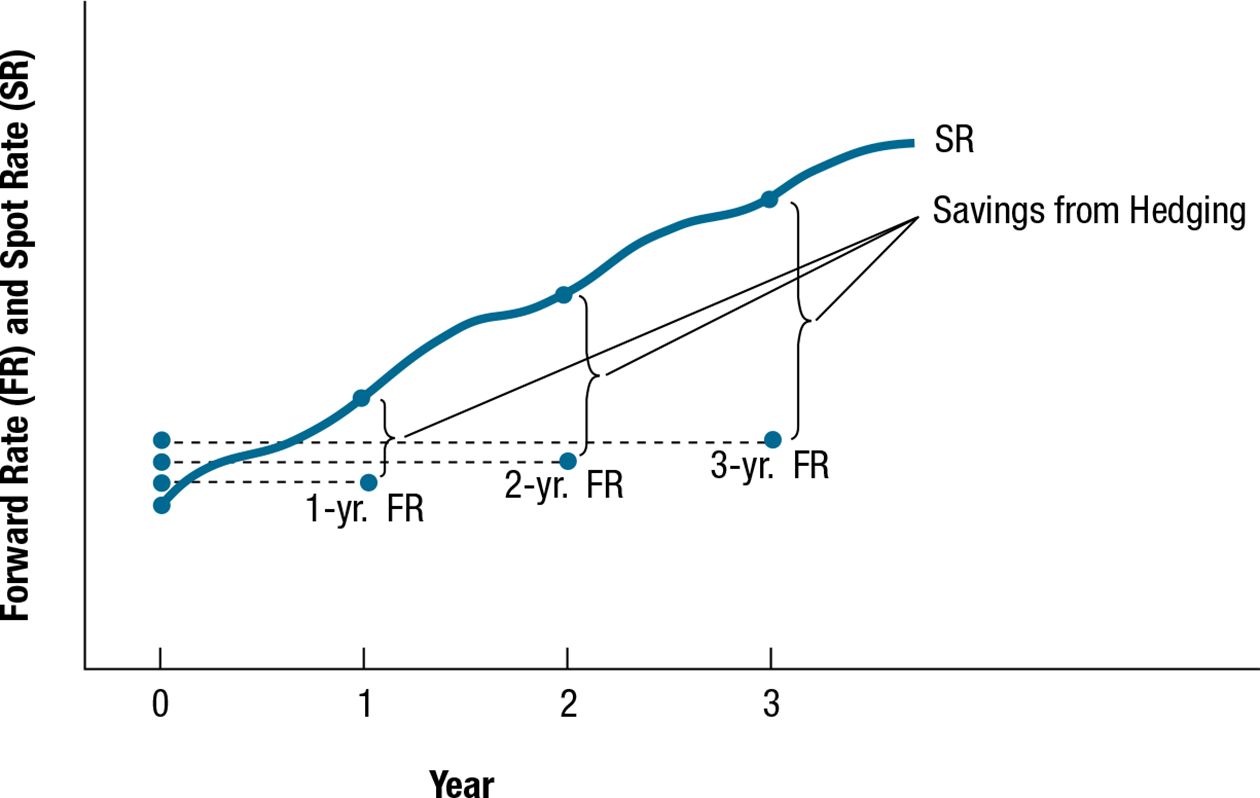 Forward Rate (FR) and Spot Rate (SR)
SR
Savings from Hedging
3-yr. FR
2-yr. FR
1-yr. FR
0 1 2 3
Year